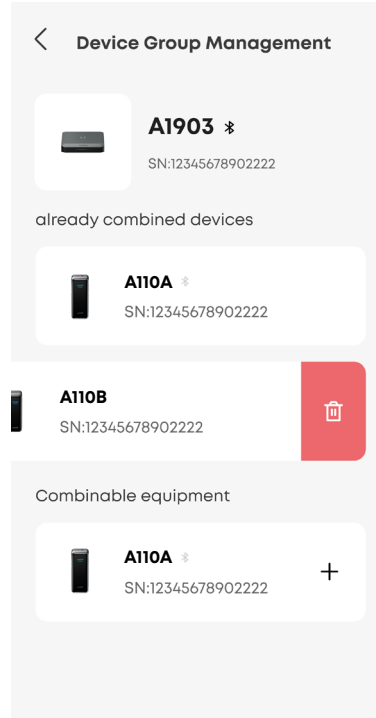 Device Group Management
A1903
SN:12345678902222
already combined devices
A110A
SN:12345678902222
A110B
SN:12345678902222
Combinable equipment
A110A
SN:12345678902222